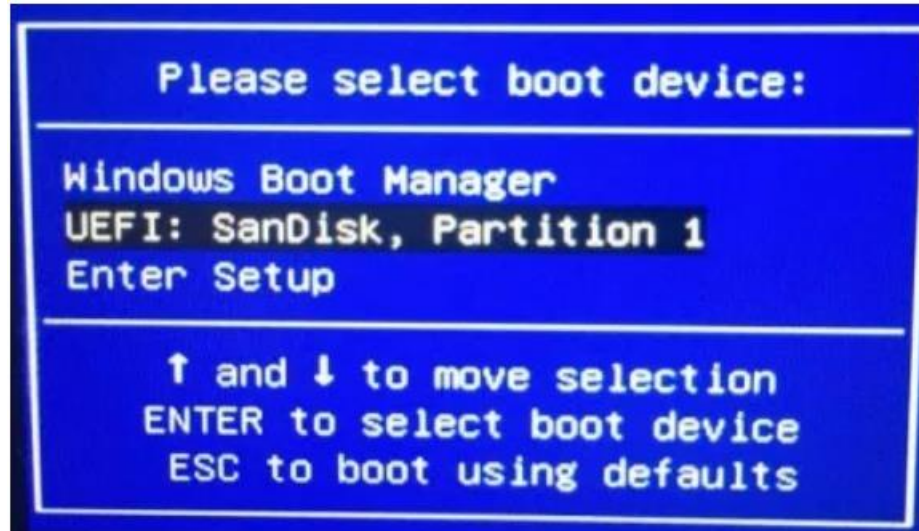 Please select boot device:
Windows Boot Manager
UEFI: SanDisk, Partition 1
Enter Setup
↑ and ↓ to move selection
ENTER to select boot device
ESC to boot using defaults